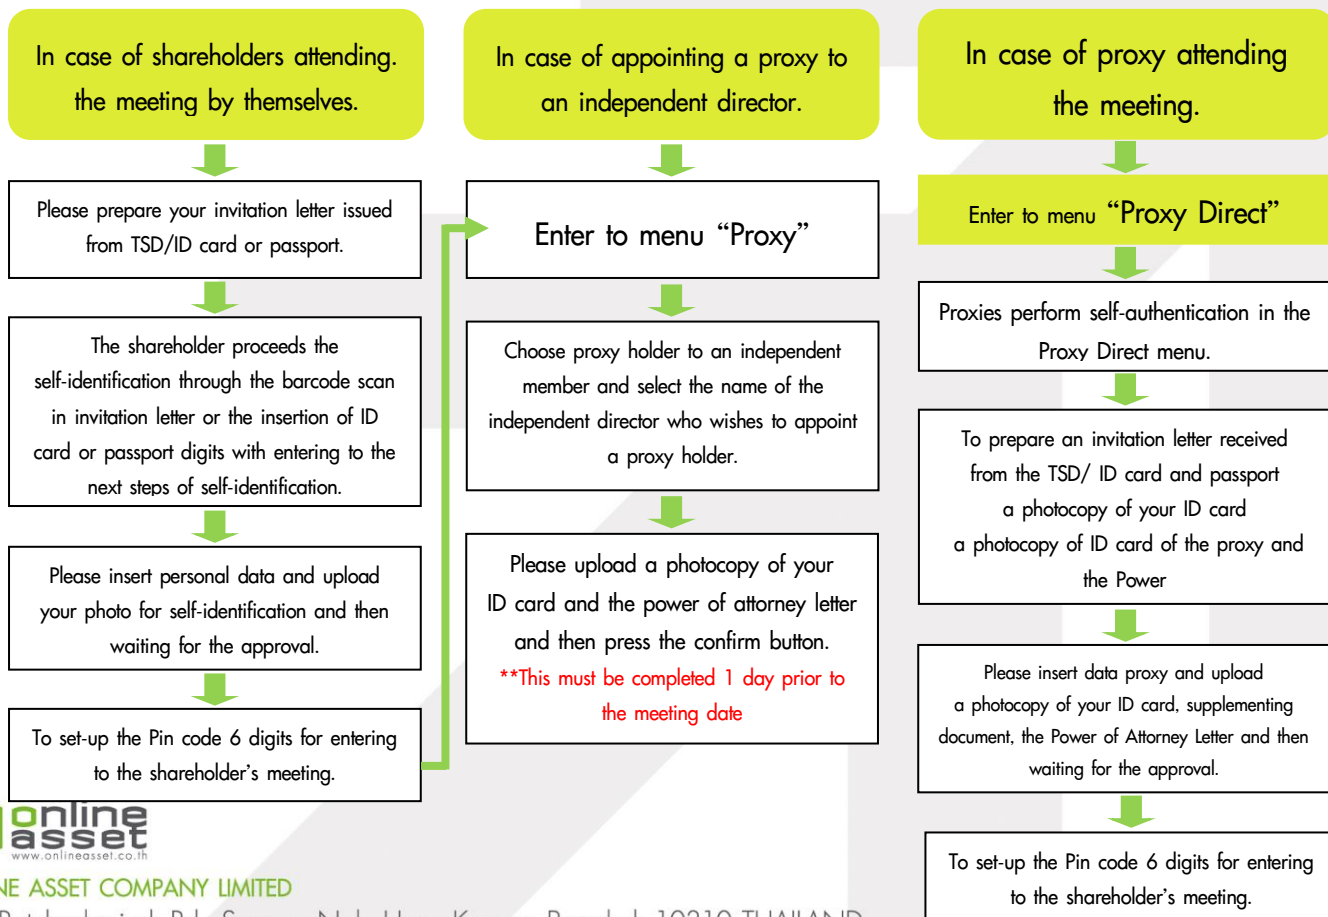 In case of shareholders attending.
the meeting by themselves.
Please prepare your invitation letter issued
from TSD/ID card or passport.
The shareholder proceeds the
self-identification through the barcode scan
in invitation letter or the insertion of ID
card or passport digits with entering to the
next steps of self-identification.
Please insert personal data and upload
your photo for self-identification and then
waiting for the approval.
To set-up the Pin code 6 digits for entering
to the shareholder's meeting.
In case of appointing a proxy to
an independent director.
Enter to menu “Proxy”
Choose proxy holder to an independent
member and select the name of the
independent director who wishes to appoint
a proxy holder.
Please upload a photocopy of your
ID card and the power of attorney letter
and then press the confirm button.
**This must be completed 1 day prior to
the meeting date
In case of proxy attending
the meeting.
Enter to menu “Proxy Direct”
Proxies perform self-authentication in the
Proxy Direct menu.
To prepare an invitation letter received
from the TSD/ ID card and passport
a photocopy of your ID card
a photocopy of ID card of the proxy and
the Power
Please insert data proxy and upload
a photocopy of your ID card, supplementing
document, the Power of Attorney Letter and then
waiting for the approval.
To set-up the Pin code 6 digits for entering
to the shareholder's meeting.
online
asset
www.onlineasset.co.th
NE ASSET COMPANY LIMITED
10310 THAILAND